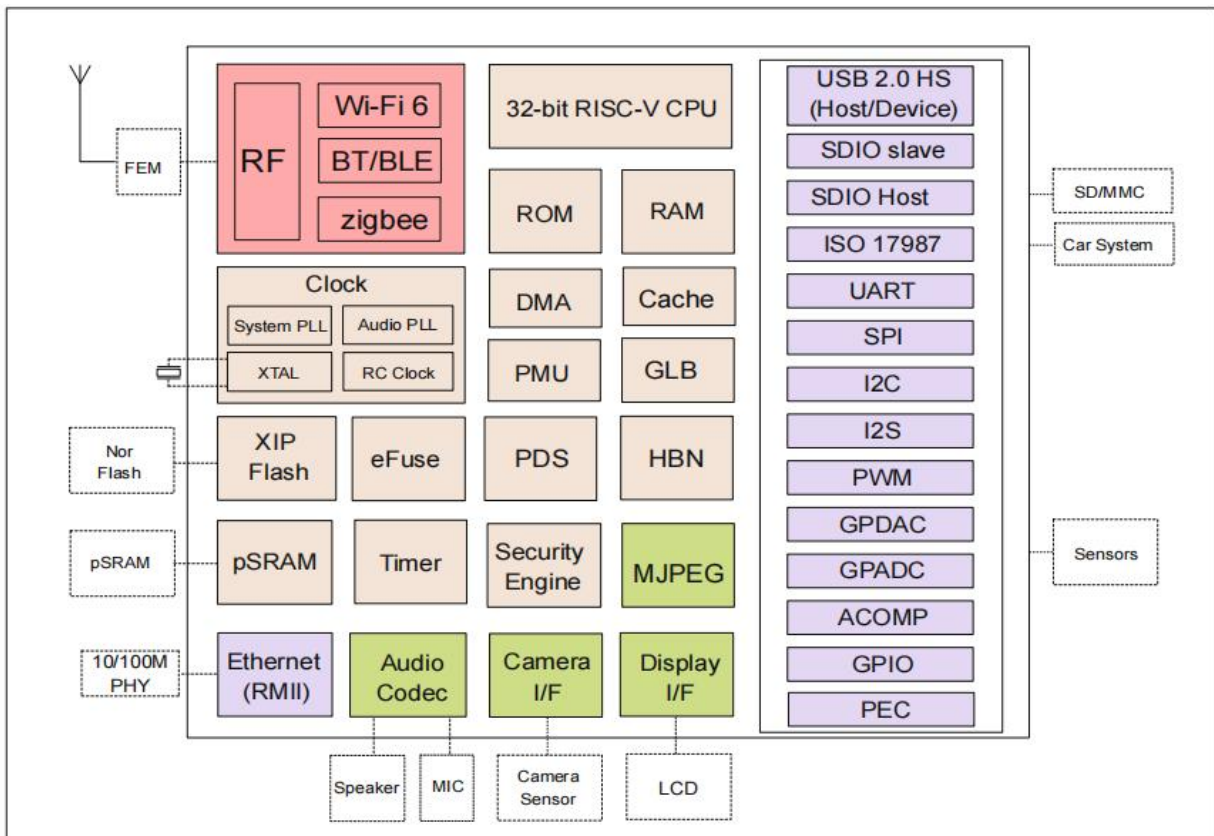 FEM
RF
Wi-Fi 6
BT/BLE
zigbee
32-bit RISC-V CPU
ROM
RAM
Clock
System PLL
Audio PLL
XTAL
RC Clock
DMA
Cache
PMU
GLB
Nor
Flash
XIP
Flash
eFuse
PDS
HBN
pSRAM
pSRAM
Timer
Security
Engine
MJPEG
10/100M
PHY
Ethernet
(RMII)
Audio
Codec
Camera
I/F
Display
I/F
Speaker
MIC
Camera
Sensor
LCD
USB 2.0 HS
(Host/Device)
SDIO slave
SDIO Host
ISO 17987
UART
SPI
I2C
I2S
PWM
GPDAC
GPADC
ACOMP
GPIO
PEC
SD/MMC
Car System
Sensors